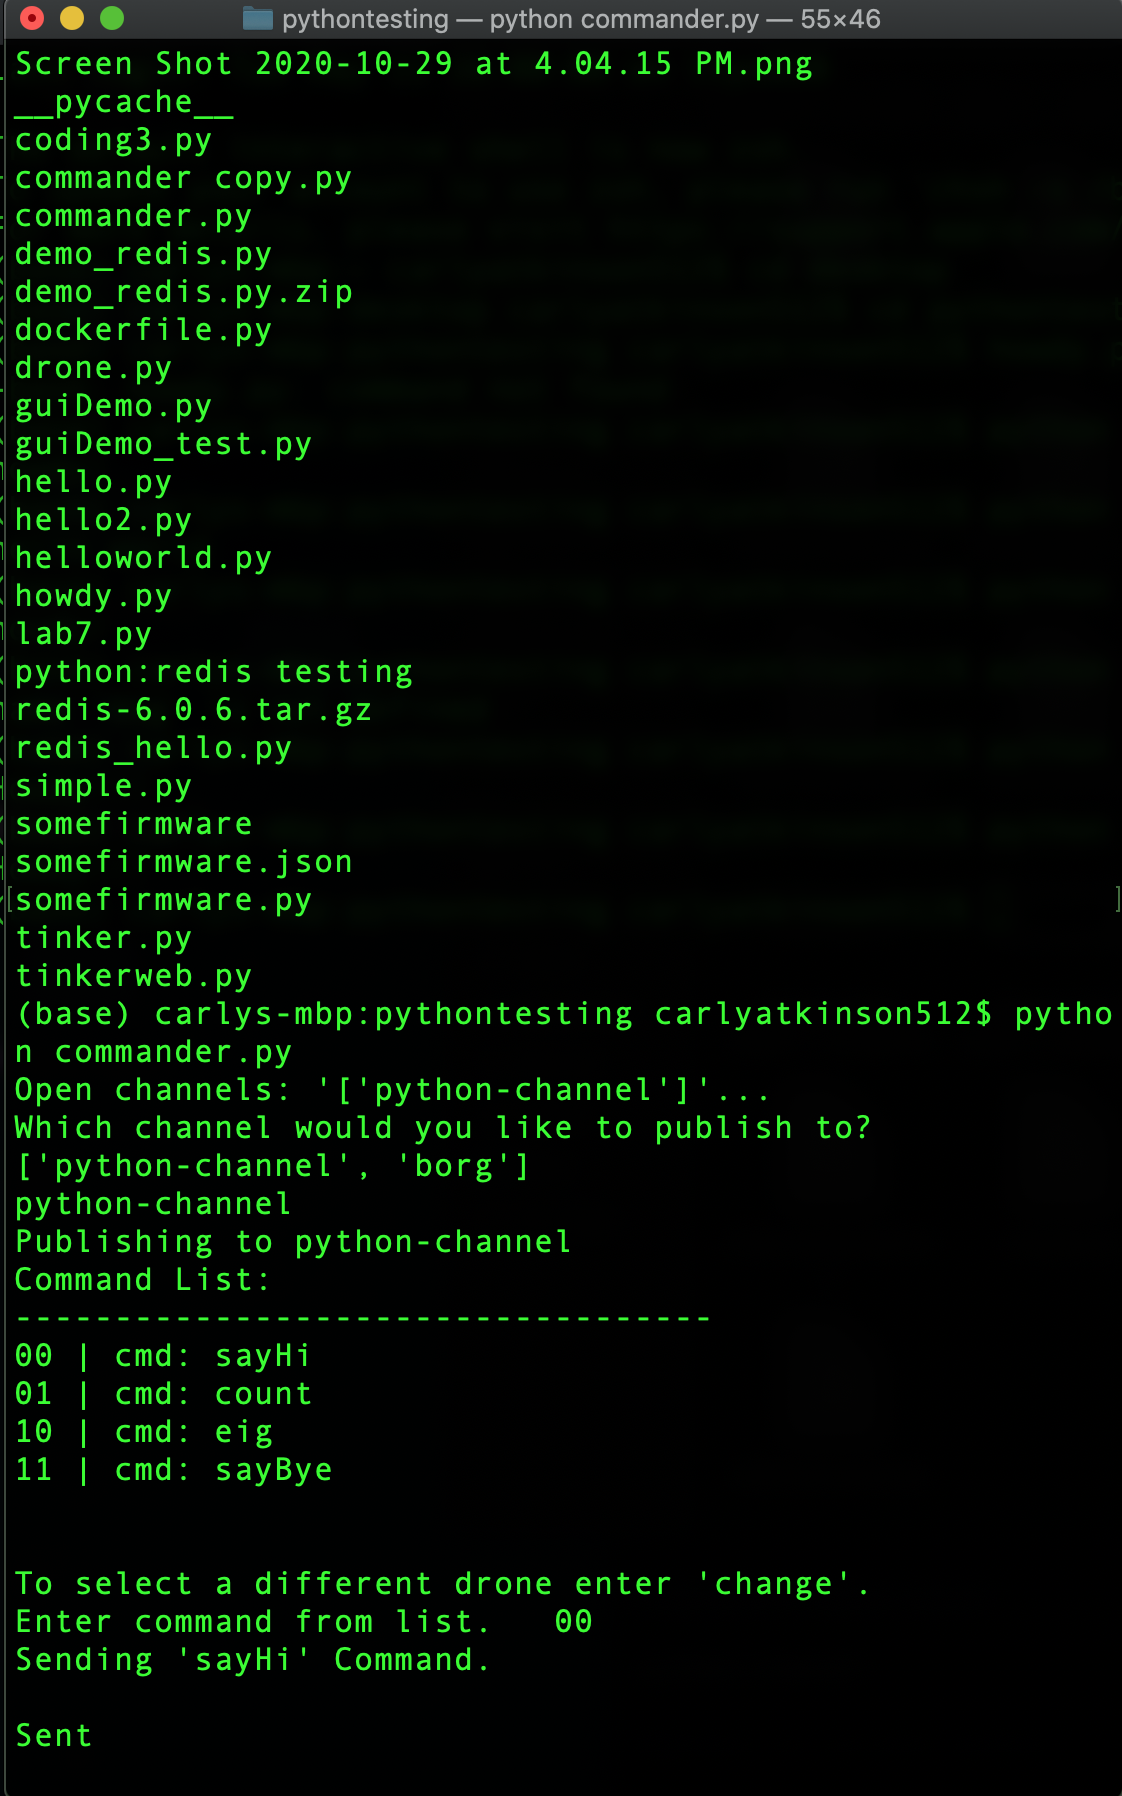 pythontesting — python commander.py — 55×46
Screen Shot 2020-10-29 at 4.04.15 PM.png
__pycache__
coding3.py
commander copy.py
commander.py
demo_redis.py
demo_redis.py.zip
dockerfile.py
drone.py
guiDemo.py
guiDemo_test.py
hello.py
hello2.py
helloworld.py
howdy.py
lab7.py
python:redis testing
redis-6.0.6.tar.gz
redis_hello.py
simple.py
somefirmware
somefirmware.json
[somefirmware.py ]
tinker.py
tinkerweb.py
(base) carlys-mbp:pythontesting carlyatkinson512$ pytho
n commander.py
Open channels: '['python-channel']'...
Which channel would you like to publish to?
['python-channel', 'borg']
python-channel
Publishing to python-channel
Command List:
-----------------------------------
00 | cmd: sayHi
01 | cmd: count
10 | cmd: eig
11 | cmd: sayBye
To select a different drone enter 'change'.
Enter command from list.   00
Sending 'sayHi' Command.
Sent